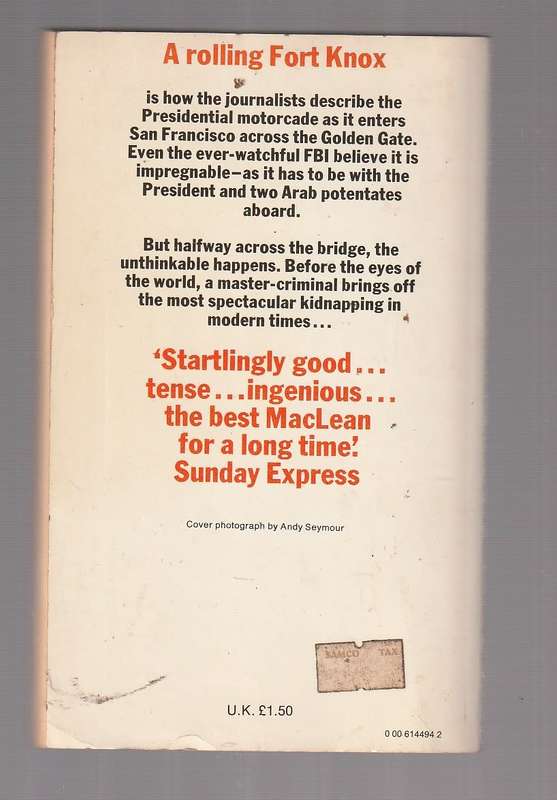 A rolling Fort Knox
is how the journalists describe the
Presidential motorcade as it enters
San Francisco across the Golden Gate.
Even the ever-watchful FBI believe it is
impregnable–as it has to be with the
President and two Arab potentates
aboard.
But halfway across the bridge, the
unthinkable happens. Before the eyes of
the world, a master-criminal brings off
the most spectacular kidnapping in
modern times...
‘Startlingly good...
tense...ingenious...
the best MacLean
for a long time.’
Sunday Express
Cover photograph by Andy Seymour
SAMCO TAX
U.K. £1.50
0 00 614494 2